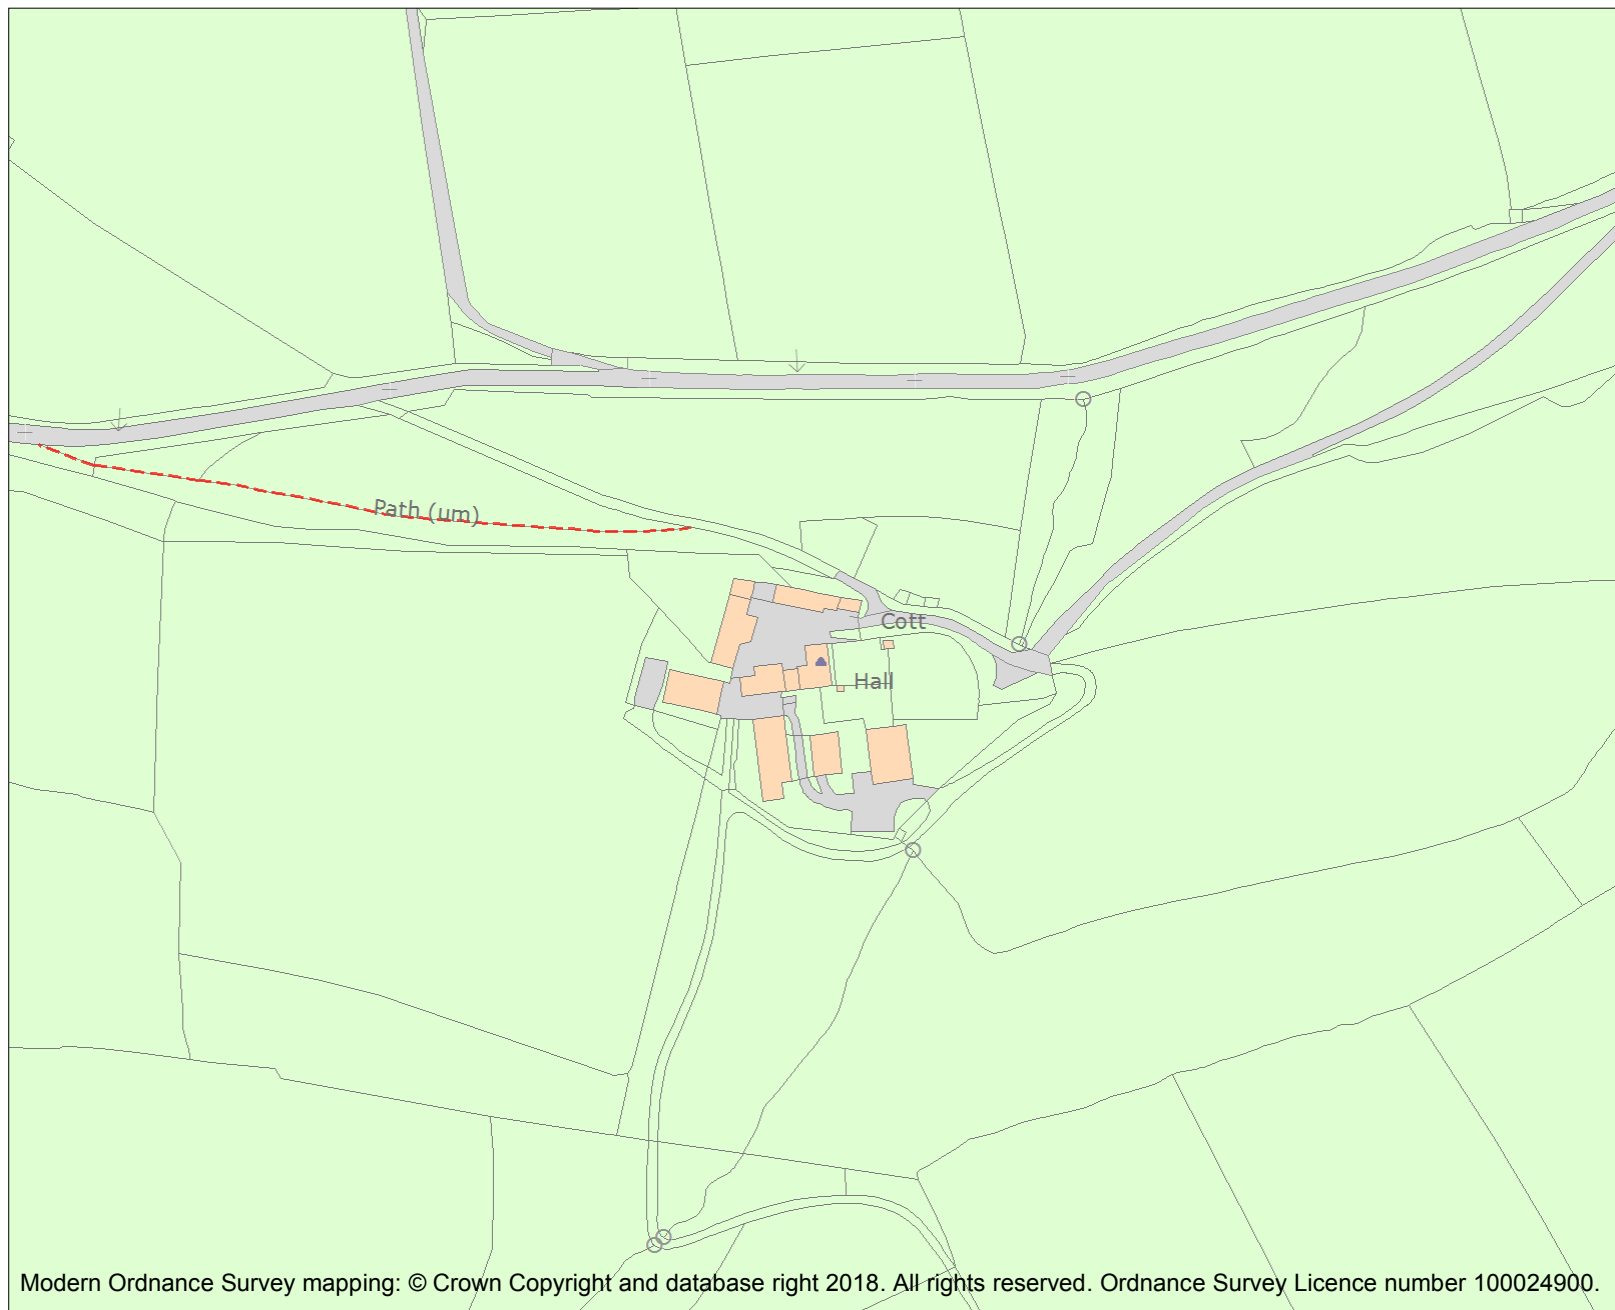 Path (um)
Cott
Hall
Modern Ordnance Survey mapping: © Crown Copyright and database right 2018. All rights reserved. Ordnance Survey Licence number 100024900.